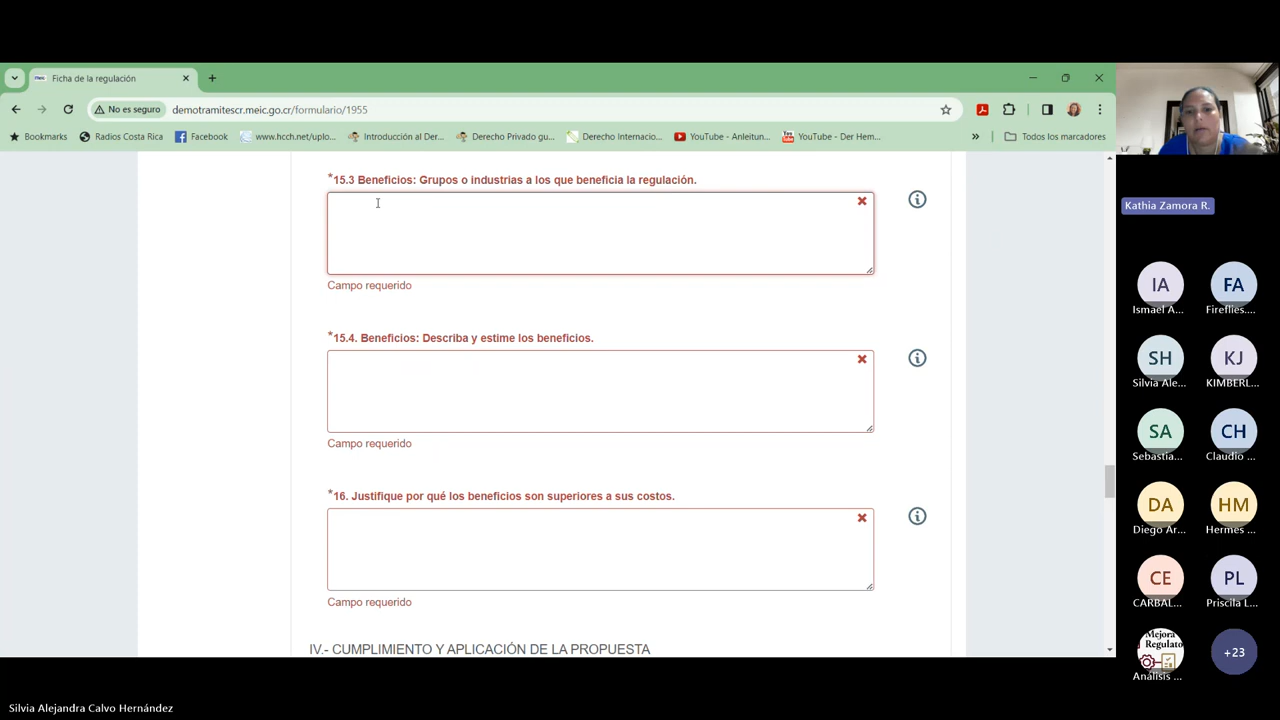 Ficha de la regulación
No es seguro
demotramitescr.meic.go.cr/formulario/1955
Bookmarks
Radios Costa Rica
Facebook
www.hcch.net/uplo...
Introducción al Der...
Derecho Privado gu...
Derecho Internacio...
YouTube - Anleitun...
YouTube - Der Hem...
»
Todos los marcadores
*15.3 Beneficios: Grupos o industrias a los que beneficia la regulación.
Campo requerido
*15.4. Beneficios: Describa y estime los beneficios.
Campo requerido
*16. Justifique por qué los beneficios son superiores a sus costos.
Campo requerido
IV.- CUMPLIMIENTO Y APLICACIÓN DE LA PROPUESTA
Kathia Zamora R.
IA
Ismael A...
FA
Fireflies....
SH
Silvia Ale...
KJ
KIMBERL...
SA
Sebastia...
CH
Claudio ...
DA
Diego Ar...
HM
Hermes ...
CE
CARBAL...
PL
Priscila L...
Mejora
Regulato
Análisis ...
+23
Silvia Alejandra Calvo Hernández